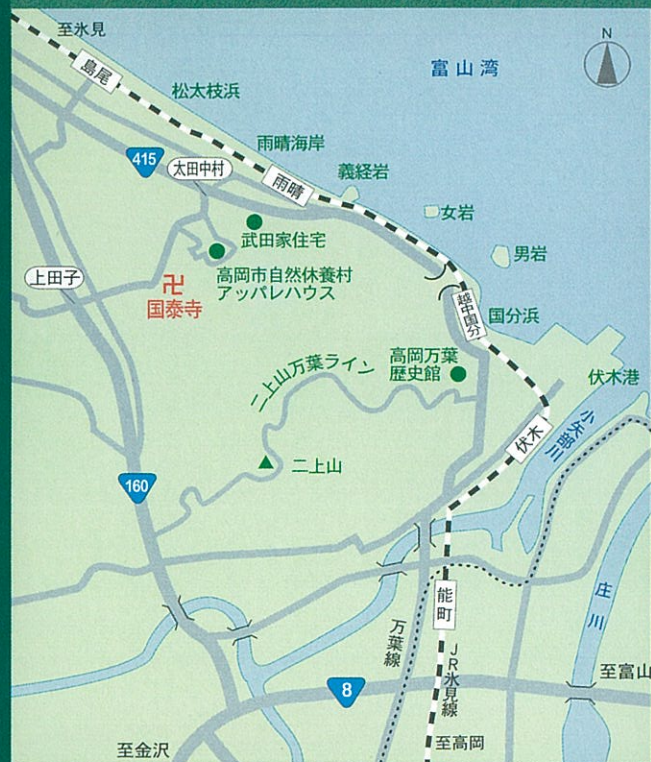 至氷見
N
富山湾
島尾
松太枝浜
雨晴海岸
415
太田中村
義経岩
雨晴
女岩
武田家住宅
男岩
上田子
高岡市自然休養村
アッパレハウス
卍
国泰寺
越中国分
国分浜
高岡万葉
歴史館
二上山万葉ライン
伏木港
小矢部川
伏木
二上山
160
庄川
能町
万葉線
JR氷見線
至富山
8
至金沢
至高岡